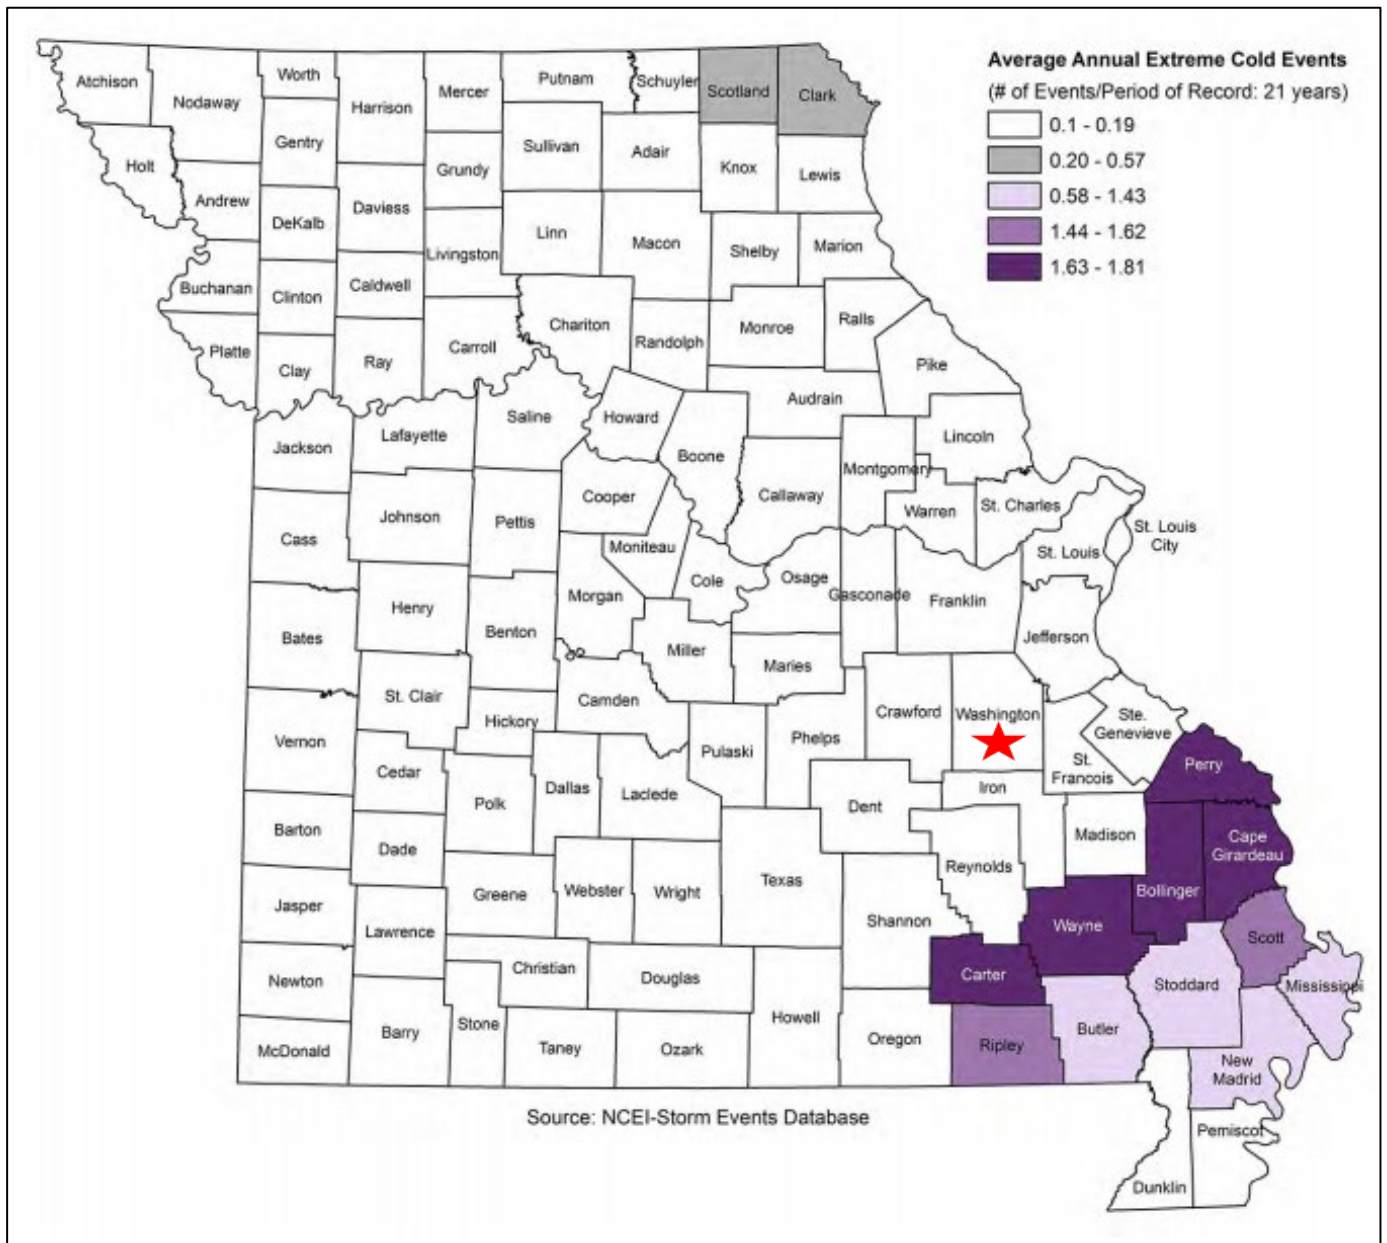 Average Annual Extreme Cold Events
(# of Events/Period of Record: 21 years)
0.1 - 0.19
0.20 - 0.57
0.58 - 1.43
1.44 - 1.62
1.63 - 1.81
Atchison
Nodaway
Worth
Harrison
Mercer
Putnam
Schuyler
Scotland
Clark
Holt
Gentry
Grundy
Sullivan
Adair
Knox
Lewis
Andrew
DeKalb
Daviess
Livingston
Linn
Macon
Shelby
Marion
Buchanan
Clinton
Caldwell
Chariton
Randolph
Monroe
Ralls
Platte
Clay
Ray
Carroll
Pike
Audrain
Jackson
Lafayette
Saline
Howard
Boone
Callaway
Montgomery
Lincoln
Cass
Johnson
Pettis
Cooper
Moniteau
Warren
St. Charles
St. Louis
St. Louis
City
Bates
Henry
Benton
Morgan
Cole
Osage
Gasconade
Franklin
Jefferson
Miller
Maries
St. Clair
Hickory
Camden
Pulaski
Phelps
Crawford
Washington
Ste.
Genevieve
St.
Francois
Perry
Vernon
Cedar
Polk
Dallas
Laclede
Dent
Iron
Madison
Cape
Girardeau
Barton
Dade
Greene
Webster
Wright
Texas
Reynolds
Bollinger
Jasper
Lawrence
Shannon
Wayne
Scott
Newton
Christian
Douglas
Carter
Stoddard
Mississippi
McDonald
Barry
Stone
Taney
Ozark
Howell
Oregon
Ripley
Butler
New
Madrid
Pemiscot
Dunklin
Source: NCEI-Storm Events Database